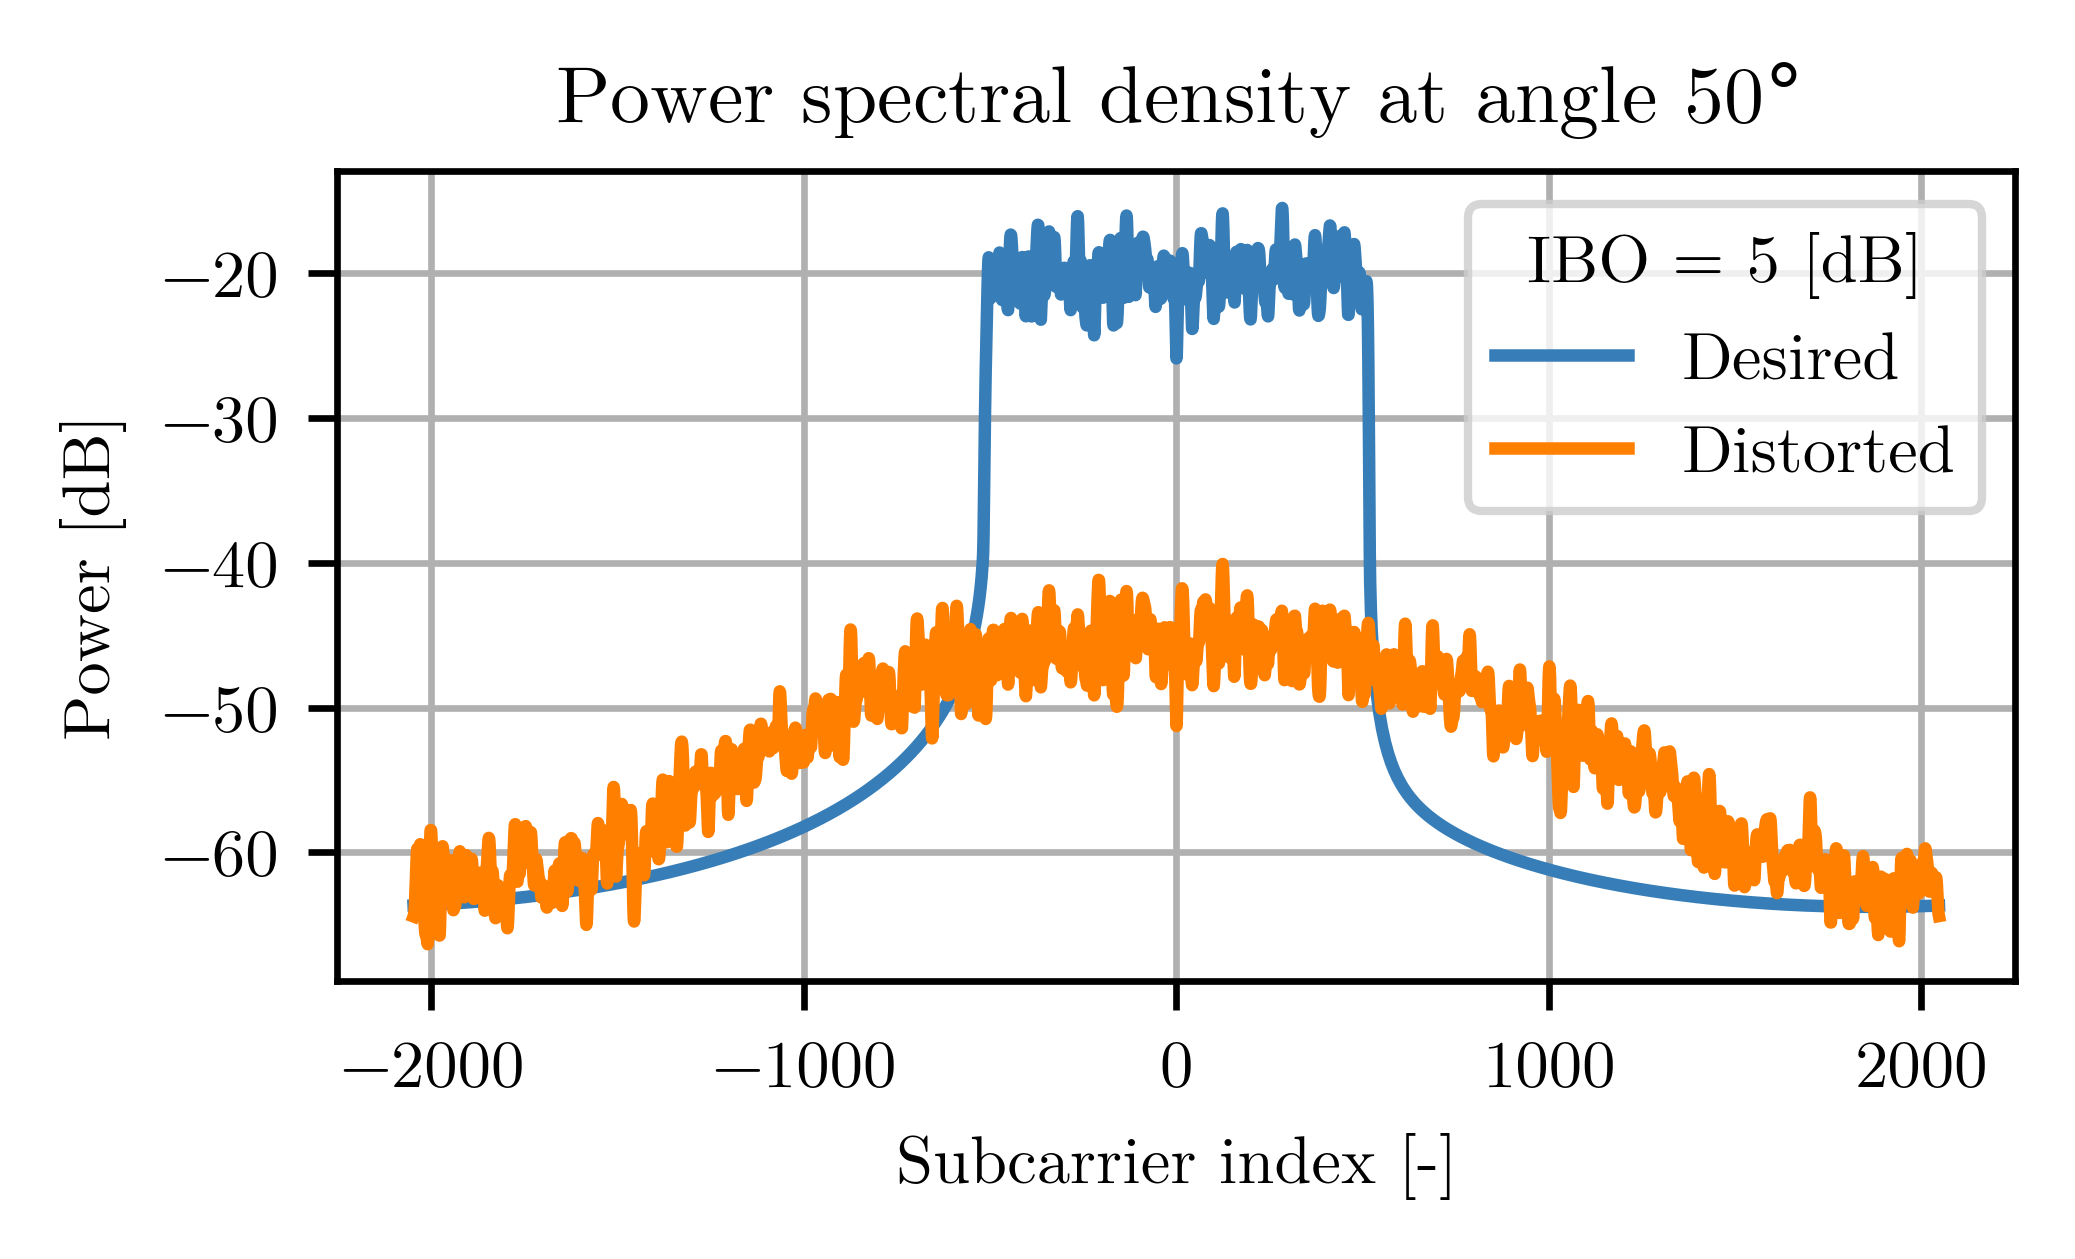 Power spectral density at angle 50°
Power [dB]
−20
−30
−40
−50
−60
IBO = 5 [dB]
Desired
Distorted
−2000 −1000 0 1000 2000
Subcarrier index [-]